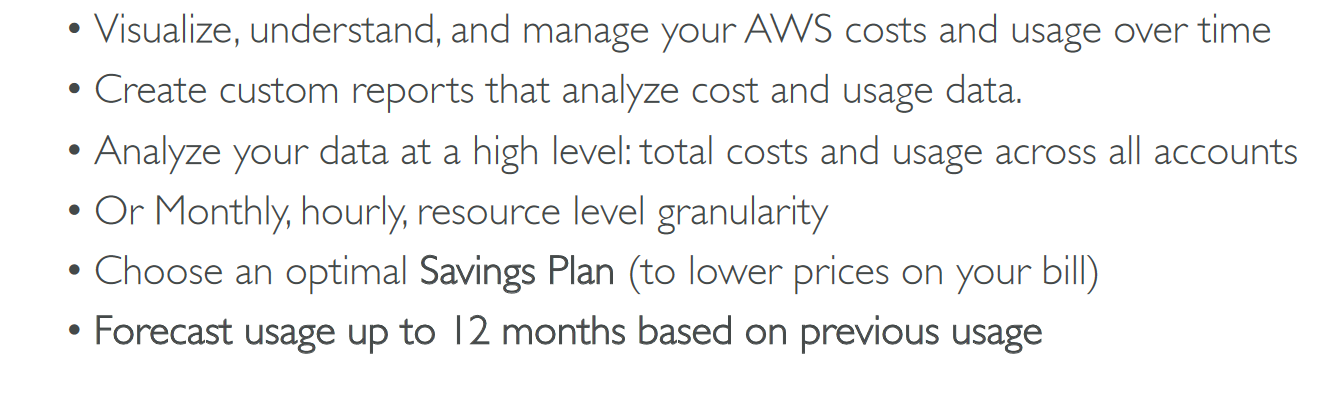 • Visualize, understand, and manage your AWS costs and usage over time
• Create custom reports that analyze cost and usage data.
• Analyze your data at a high level: total costs and usage across all accounts
• Or Monthly, hourly, resource level granularity
• Choose an optimal Savings Plan (to lower prices on your bill)
• Forecast usage up to 12 months based on previous usage